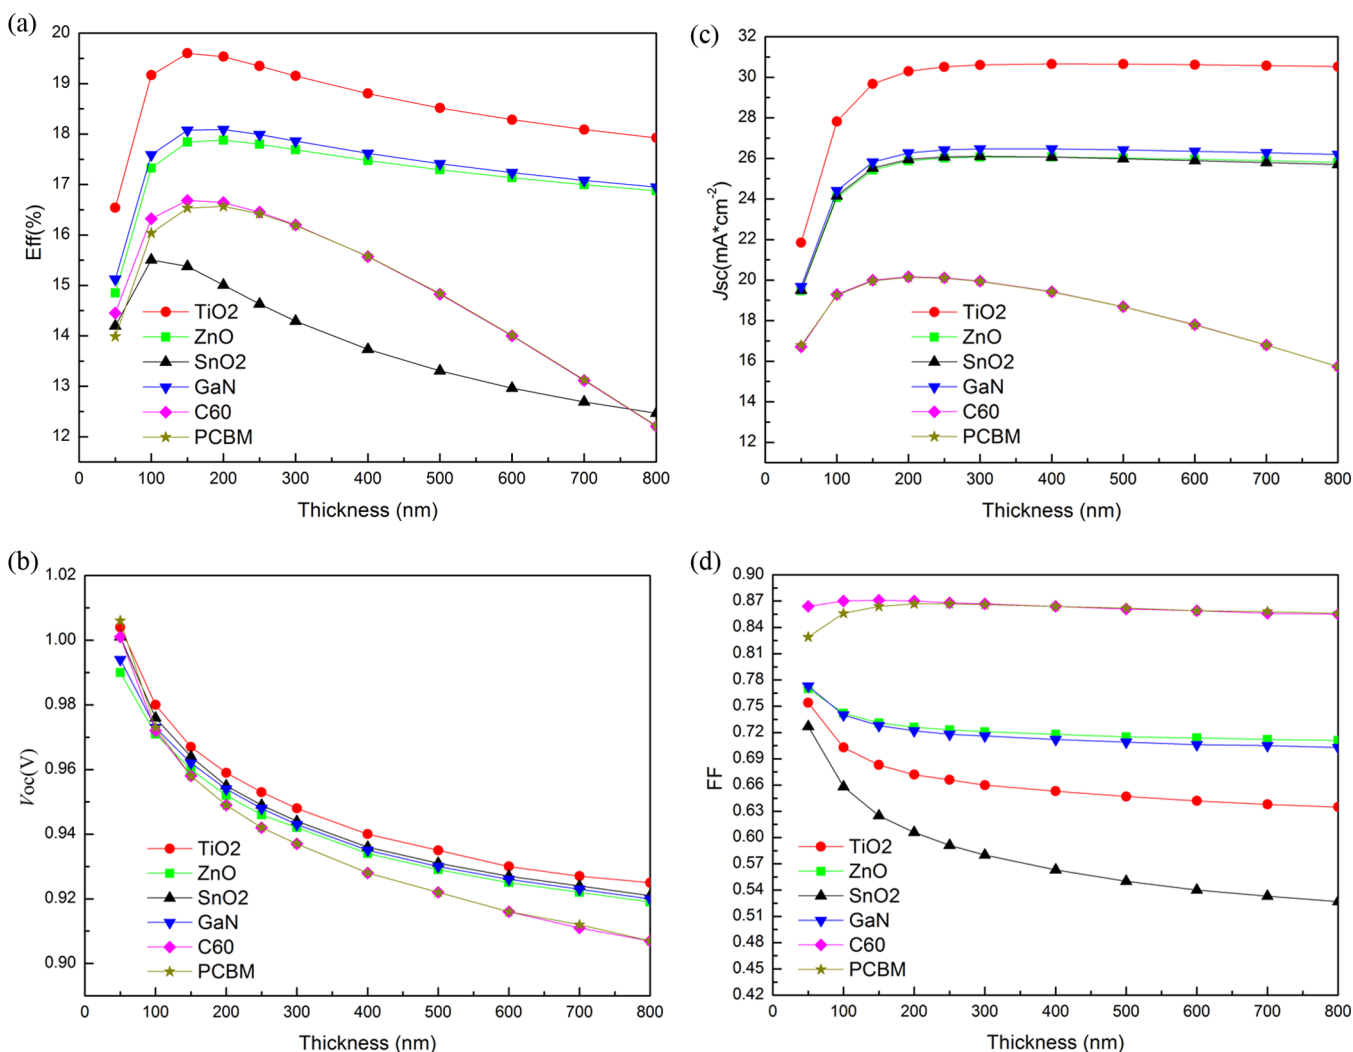 (a)
Eff(%)
20
19
18
17
16
15
14
13
12
TiO2
ZnO
SnO2
GaN
C60
PCBM
0 100 200 300 400 500 600 700 800
Thickness (nm)
(c)
Jsc(mA*cm-2)
32
30
28
26
24
22
20
18
16
14
12
TiO2
ZnO
SnO2
GaN
C60
PCBM
0 100 200 300 400 500 600 700 800
Thickness (nm)
(b)
Voc(V)
1.02
1.00
0.98
0.96
0.94
0.92
0.90
TiO2
ZnO
SnO2
GaN
C60
PCBM
0 100 200 300 400 500 600 700 800
Thickness (nm)
(d)
FF
0.90
0.87
0.84
0.81
0.78
0.75
0.72
0.69
0.66
0.63
0.60
0.57
0.54
0.51
0.48
0.45
0.42
TiO2
ZnO
SnO2
GaN
C60
PCBM
0 100 200 300 400 500 600 700 800
Thickness (nm)